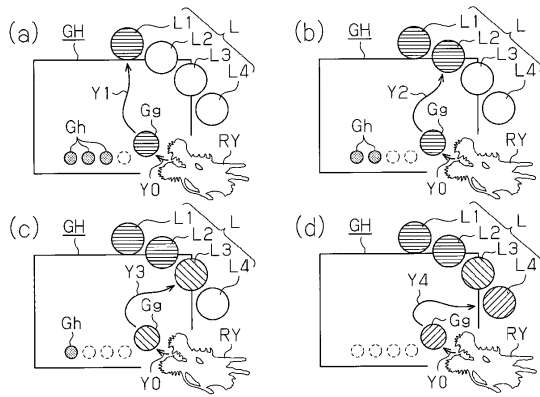 (a) GH L1 L
L2
L3
L4
Y1
Gg
Gh
RY
Y0
(b) GH L1 L
L2
L3
L4
Y2
Gg
Gh
RY
Y0
(c) GH L1 L
L2
L3
L4
Y3
Gg
Gh
RY
Y0
(d) GH L1 L
L2
L3
L4
Y4
Gg
RY
Y0